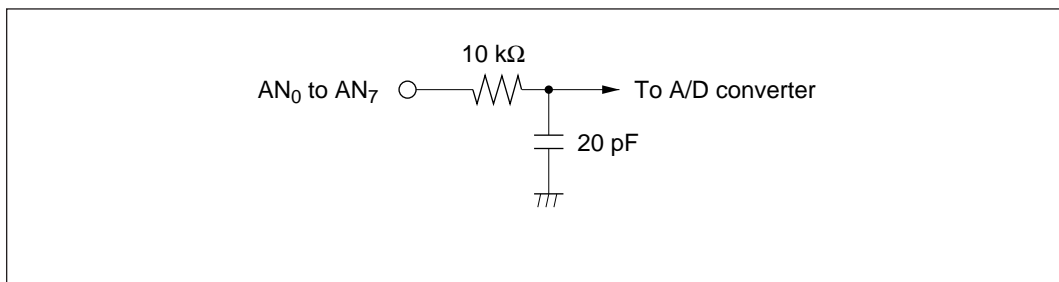 10 kΩ
AN₀ to AN₇ To A/D converter
20 pF